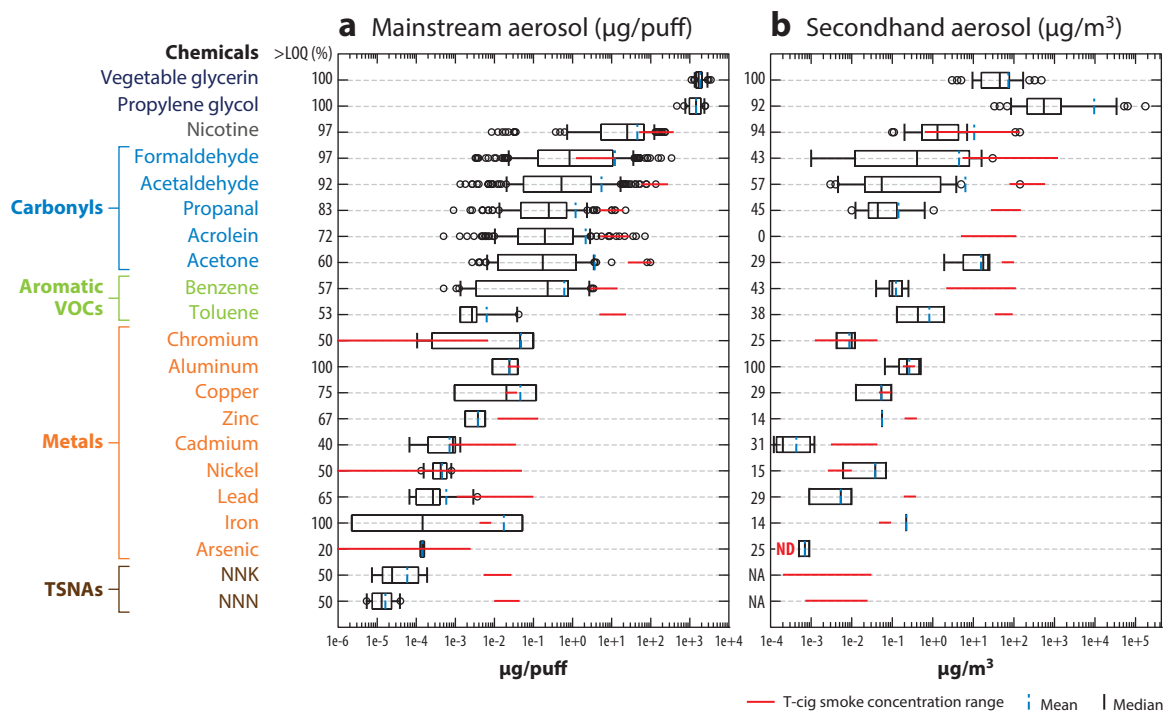 a Mainstream aerosol (µg/puff)
b Secondhand aerosol (µg/m³)
Chemicals >LOQ (%)
Vegetable glycerin 100 100
Propylene glycol 100 92
Nicotine 97 94
Carbonyls
Formaldehyde 97 43
Acetaldehyde 92 57
Propanal 83 45
Acrolein 72 0
Acetone 60 29
Aromatic
VOCs
Benzene 57 43
Toluene 53 38
Metals
Chromium 50 25
Aluminum 100 100
Copper 75 29
Zinc 67 14
Cadmium 40 31
Nickel 50 15
Lead 65 29
Iron 100 14
Arsenic 20 25 ND
TSNAs
NNK 50 NA
NNN 50 NA
1e-6 1e-5 1e-4 1e-3 1e-2 1e-1 1e+0 1e+1 1e+2 1e+3 1e+4
µg/puff
1e-4 1e-3 1e-2 1e-1 1e+0 1e+1 1e+2 1e+3 1e+4 1e+5
µg/m³
T-cig smoke concentration range Mean Median